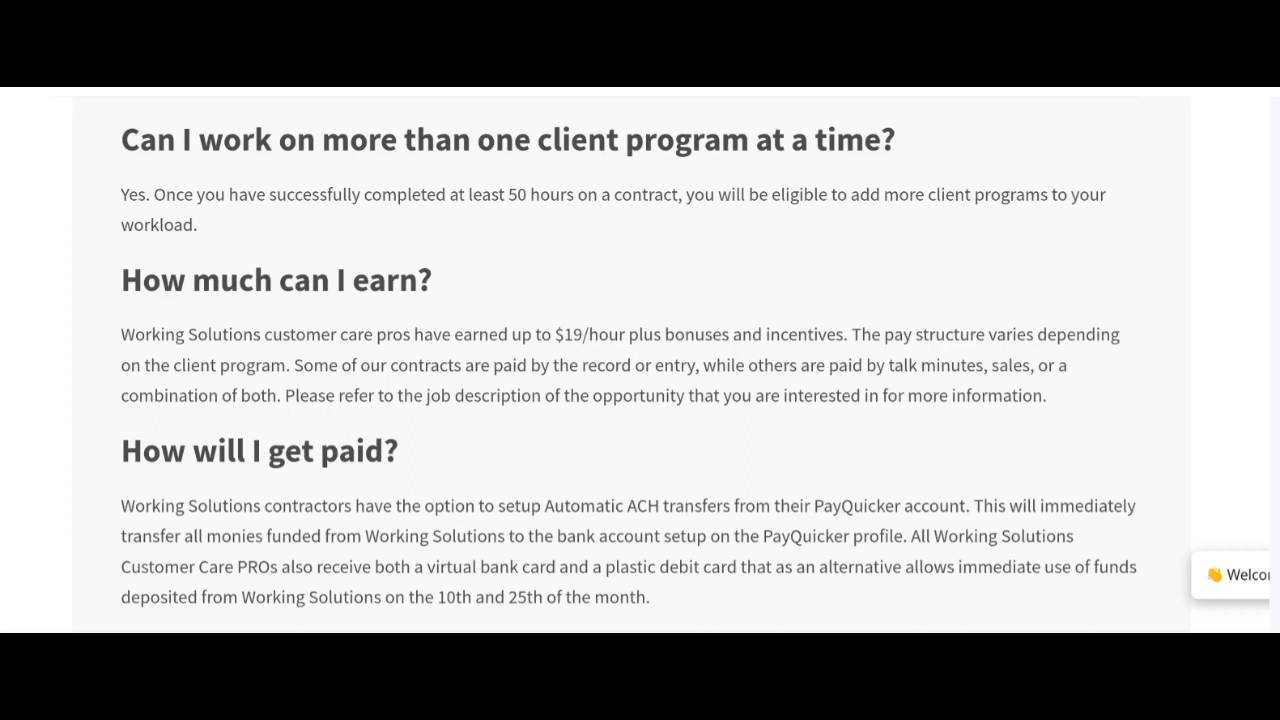 Can I work on more than one client program at a time?
Yes. Once you have successfully completed at least 50 hours on a contract, you will be eligible to add more client programs to your
workload.
How much can I earn?
Working Solutions customer care pros have earned up to $19/hour plus bonuses and incentives. The pay structure varies depending
on the client program. Some of our contracts are paid by the record or entry, while others are paid by talk minutes, sales, or a
combination of both. Please refer to the job description of the opportunity that you are interested in for more information.
How will I get paid?
Working Solutions contractors have the option to setup Automatic ACH transfers from their PayQuicker account. This will immediately
transfer all monies funded from Working Solutions to the bank account setup on the PayQuicker profile. All Working Solutions
Customer Care PROs also receive both a virtual bank card and a plastic debit card that as an alternative allows immediate use of funds
👋 Welco
deposited from Working Solutions on the 10th and 25th of the month.